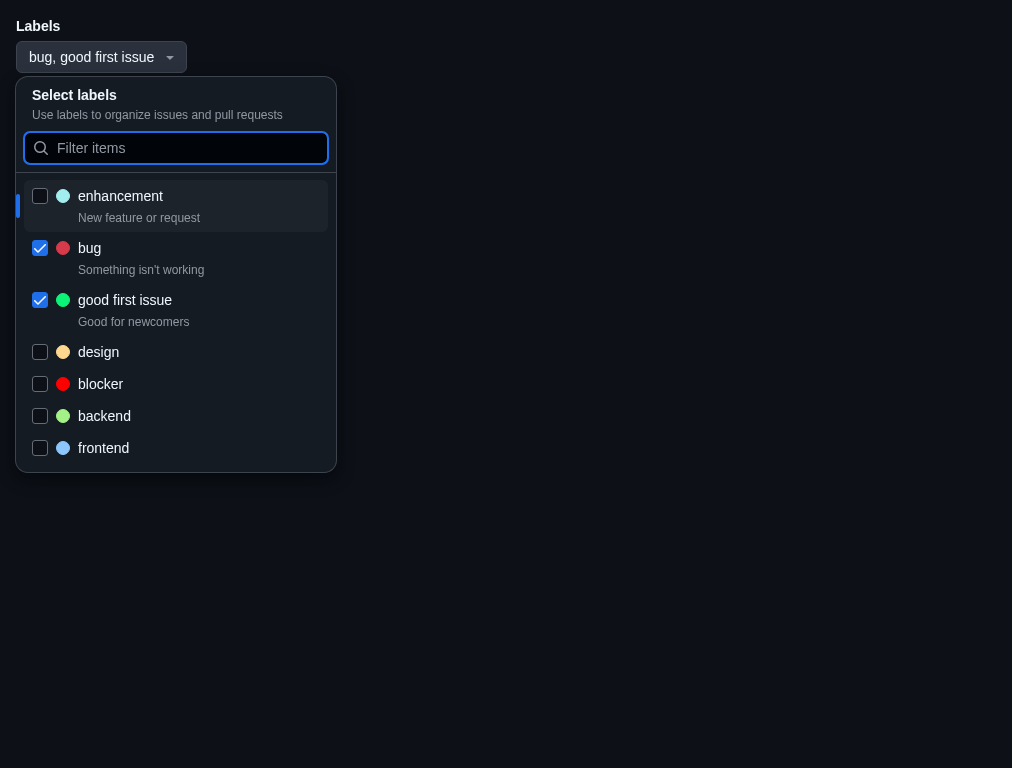 Labels
bug, good first issue
Select labels
Use labels to organize issues and pull requests
Filter items
enhancement
New feature or request
bug
Something isn't working
good first issue
Good for newcomers
design
blocker
backend
frontend